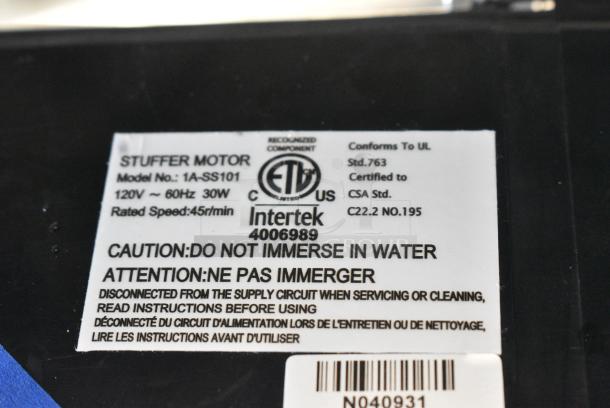 STUFFER MOTOR
Model No.: 1A-SS101
120V ~ 60Hz 30W
Rated Speed:45r/min
RECOGNIZED
COMPONENT
C ETL US
LISTED
Intertek
4006989
Conforms To UL
Std.763
Certified to
CSA Std.
C22.2 NO.195
CAUTION:DO NOT IMMERSE IN WATER
ATTENTION:NE PAS IMMERGER
DISCONNECTED FROM THE SUPPLY CIRCUIT WHEN SERVICING OR CLEANING,
READ INSTRUCTIONS BEFORE USING
DÉCONNECTÉ DU CIRCUIT D'ALIMENTATION LORS DE L'ENTRETIEN OU DE NETTOYAGE,
LIRE LES INSTRUCTIONS AVANT D'UTILISER
N040931